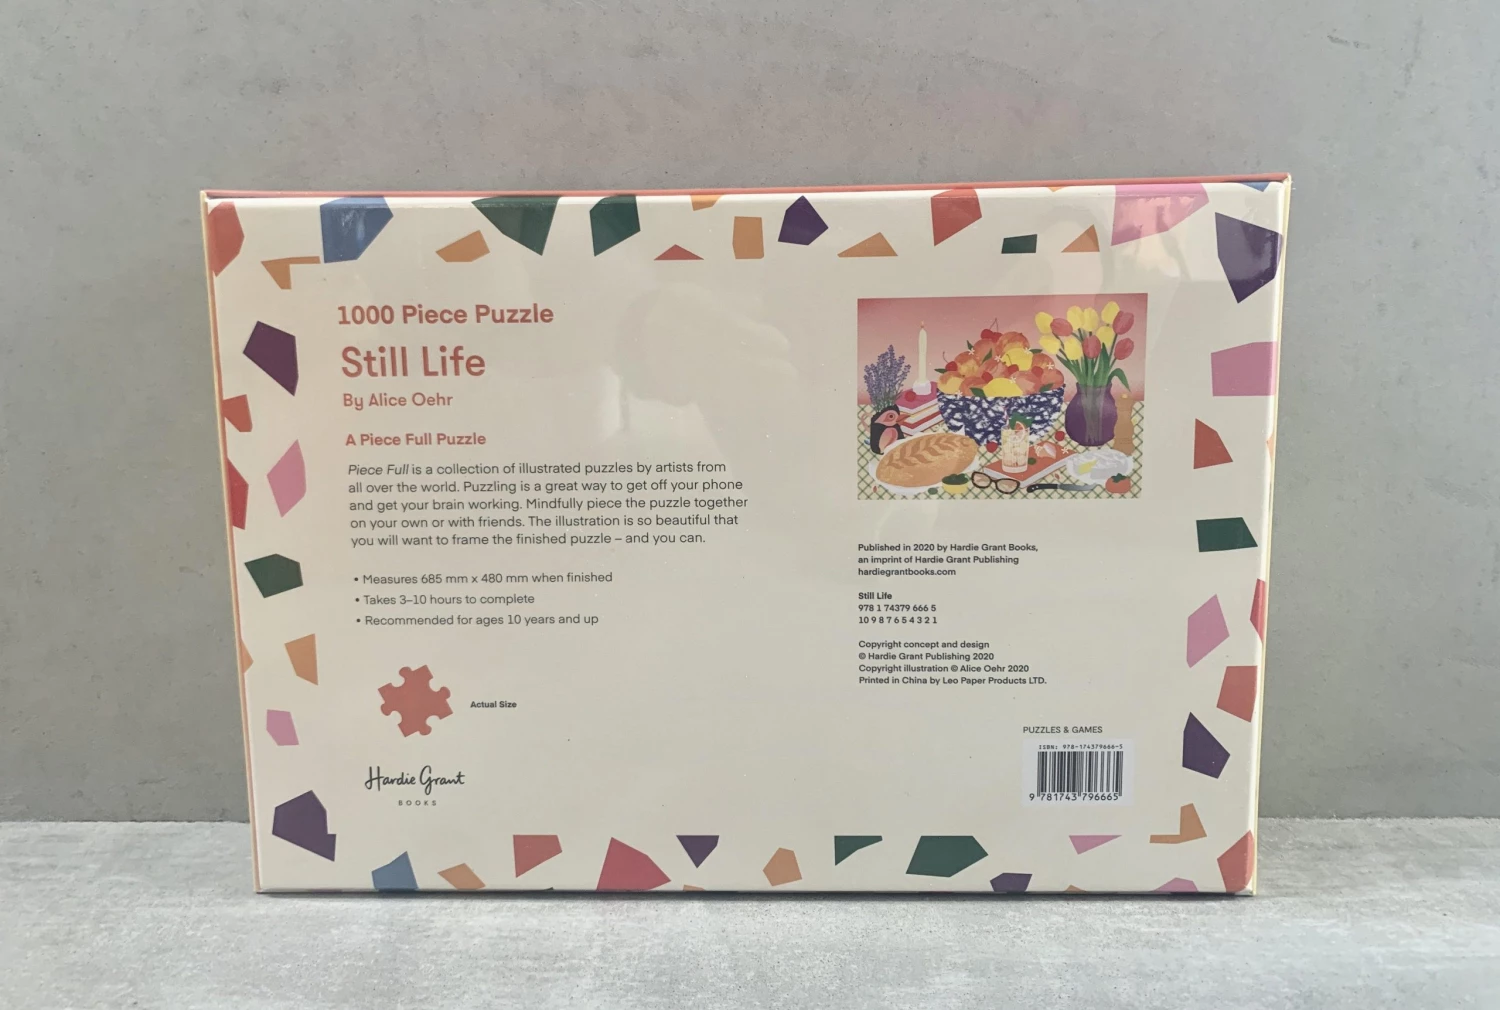 1000 Piece Puzzle
Still Life
By Alice Oehr
A Piece Full Puzzle
Piece Full is a collection of illustrated puzzles by artists from
all over the world. Puzzling is a great way to get off your phone
and get your brain working. Mindfully piece the puzzle together
on your own or with friends. The illustration is so beautiful that
you will want to frame the finished puzzle – and you can.
• Measures 685 mm x 480 mm when finished
• Takes 3–10 hours to complete
• Recommended for ages 10 years and up
Actual Size
Hardie Grant
BOOKS
Published in 2020 by Hardie Grant Books,
an imprint of Hardie Grant Publishing
hardiegrantbooks.com
Still Life
978 1 74379 666 5
10 9 8 7 6 5 4 3 2 1
Copyright concept and design
© Hardie Grant Publishing 2020
Copyright illustration © Alice Oehr 2020
Printed in China by Leo Paper Products LTD.
PUZZLES & GAMES
ISBN: 978-174379666-5
9 781743 796665